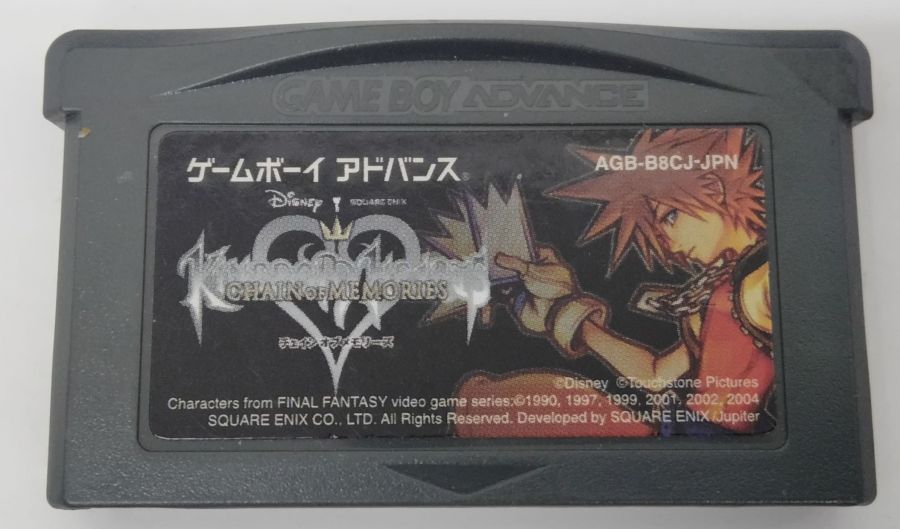 GAME BOY ADVANCE
ゲームボーイ アドバンス®
AGB-B8CJ-JPN
Disney SQUARE ENIX
KINGDOM HEARTS
CHAIN OF MEMORIES
チェイン オブ メモリーズ
©Disney ©Touchstone Pictures
Characters from FINAL FANTASY video game series:©1990, 1997, 1999, 2001, 2002, 2004
SQUARE ENIX CO., LTD. All Rights Reserved. Developed by SQUARE ENIX/Jupiter